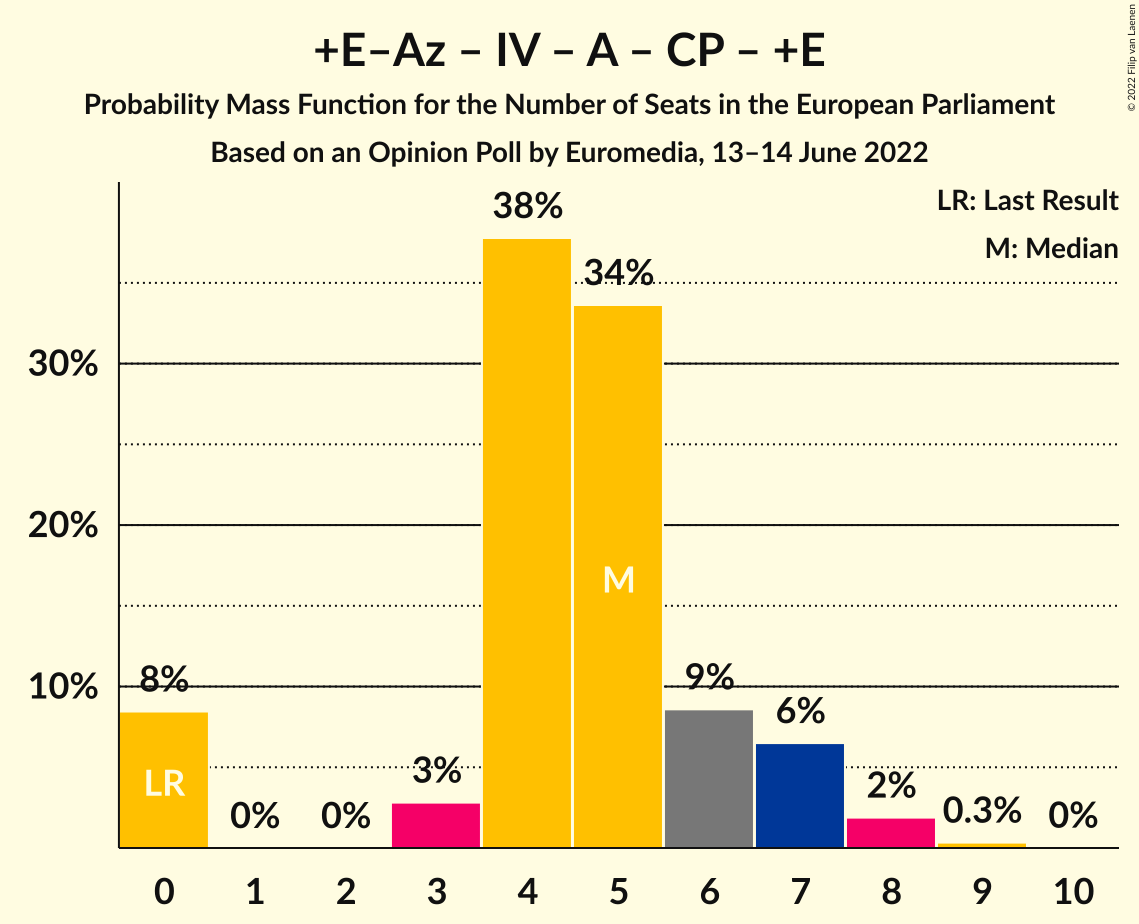 +E–Az – IV – A – CP – +E
Probability Mass Function for the Number of Seats in the European Parliament
Based on an Opinion Poll by Euromedia, 13–14 June 2022
© 2022 Filip van Laenen
LR: Last Result
M: Median
38%
34%
30%
20%
M
10%
8%
9%
6%
LR
3%
2%
0%
0%
0.3%
0%
0 1 2 3 4 5 6 7 8 9 10